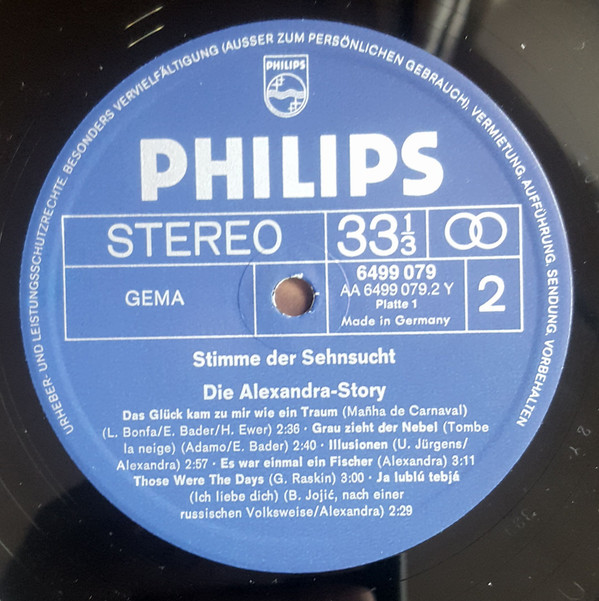 URHEBER- UND LEISTUNGSSCHUTZRECHTE, BESONDERS VERVIELFÄLTIGUNG (AUSSER ZUM PERSÖNLICHEN GEBRAUCH), VERMIETUNG, AUFFÜHRUNG, SENDUNG, VORBEHALTEN
PHILIPS
PHILIPS
STEREO 33 1/3
GEMA
6499 079
AA 6499 079.2 Y
Platte 1
Made in Germany
2
Stimme der Sehnsucht
Die Alexandra-Story
Das Glück kam zu mir wie ein Traum (Mañha de Carnaval)
(L. Bonfa/E. Bader/H. Ewer) 2:36 · Grau zieht der Nebel (Tombe
la neige) (Adamo/E. Bader) 2:40 · Illusionen (U. Jürgens/
Alexandra) 2:57 · Es war einmal ein Fischer (Alexandra) 3:11
Those Were The Days (G. Raskin) 3:00 · Ja lublú tebjá
(Ich liebe dich) (B. Jojić, nach einer
russischen Volksweise/Alexandra) 2:29